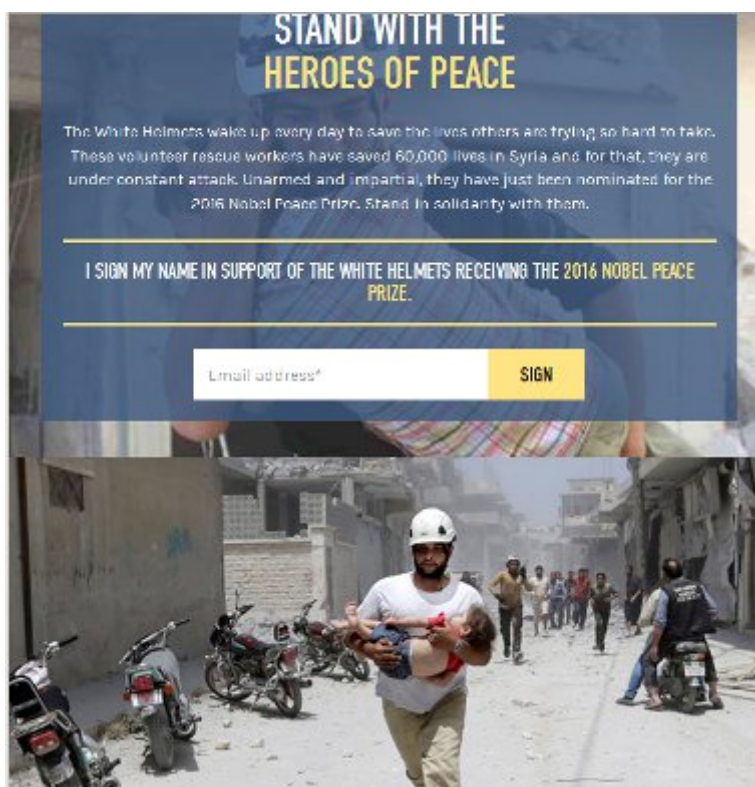 STAND WITH THE
HEROES OF PEACE
The White Helmets wake up every day to save the lives others are trying so hard to take.
These volunteer rescue workers have saved 60,000 lives in Syria and for that, they are
under constant attack. Unarmed and impartial, they have just been nominated for the
2016 Nobel Peace Prize. Stand in solidarity with them.
I SIGN MY NAME IN SUPPORT OF THE WHITE HELMETS RECEIVING THE 2016 NOBEL PEACE
PRIZE.
Email address* SIGN